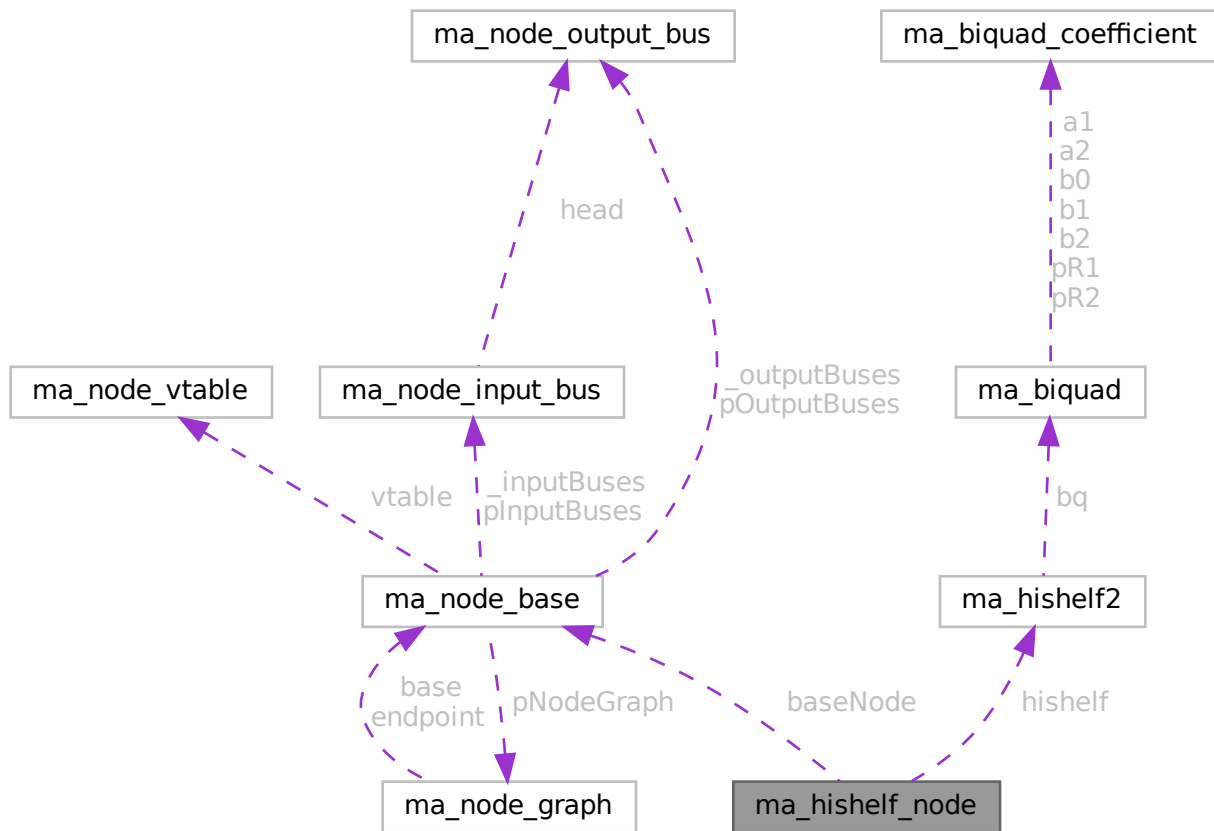 ma_node_output_bus
ma_biquad_coefficient
a1
a2
b0
b1
b2
pR1
pR2
head
ma_node_vtable
ma_node_input_bus
_outputBuses
pOutputBuses
ma_biquad
vtable
_inputBuses
pInputBuses
bq
ma_node_base
ma_hishelf2
base
endpoint
pNodeGraph
baseNode
hishelf
ma_node_graph
ma_hishelf_node